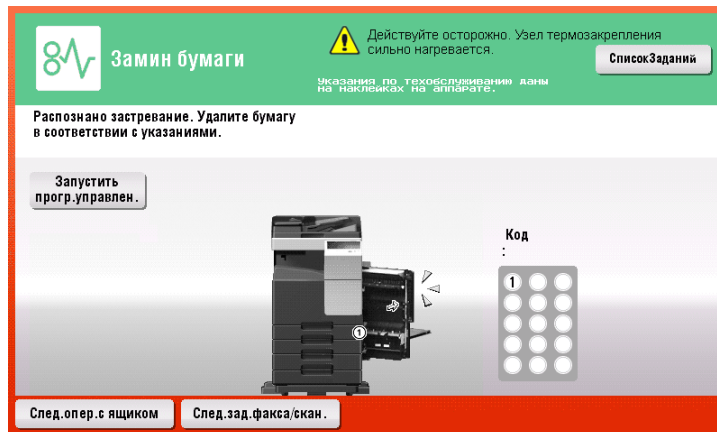 Замин бумаги
Действуйте осторожно. Узел термозакрепления
сильно нагревается.
СписокЗаданий
Указания по техобслуживанию даны
на наклейках на аппарате.
Распознано застревание. Удалите бумагу
в соответствии с указаниями.
Запустить
прогр.управлен.
Код
:
1
1
След.опер.с ящиком
След.зад.факса/скан.